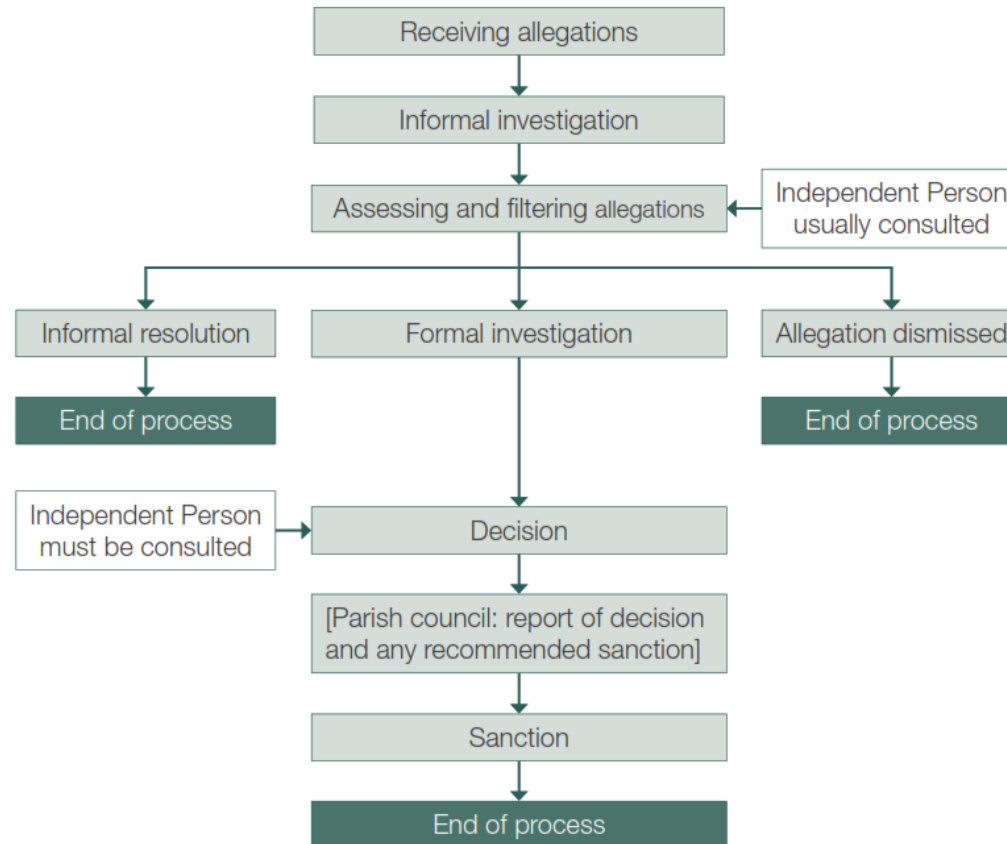 Receiving allegations
Informal investigation
Assessing and filtering allegations
Independent Person
usually consulted
Informal resolution
Formal investigation
Allegation dismissed
End of process
End of process
Independent Person
must be consulted
Decision
[Parish council: report of decision
and any recommended sanction]
Sanction
End of process